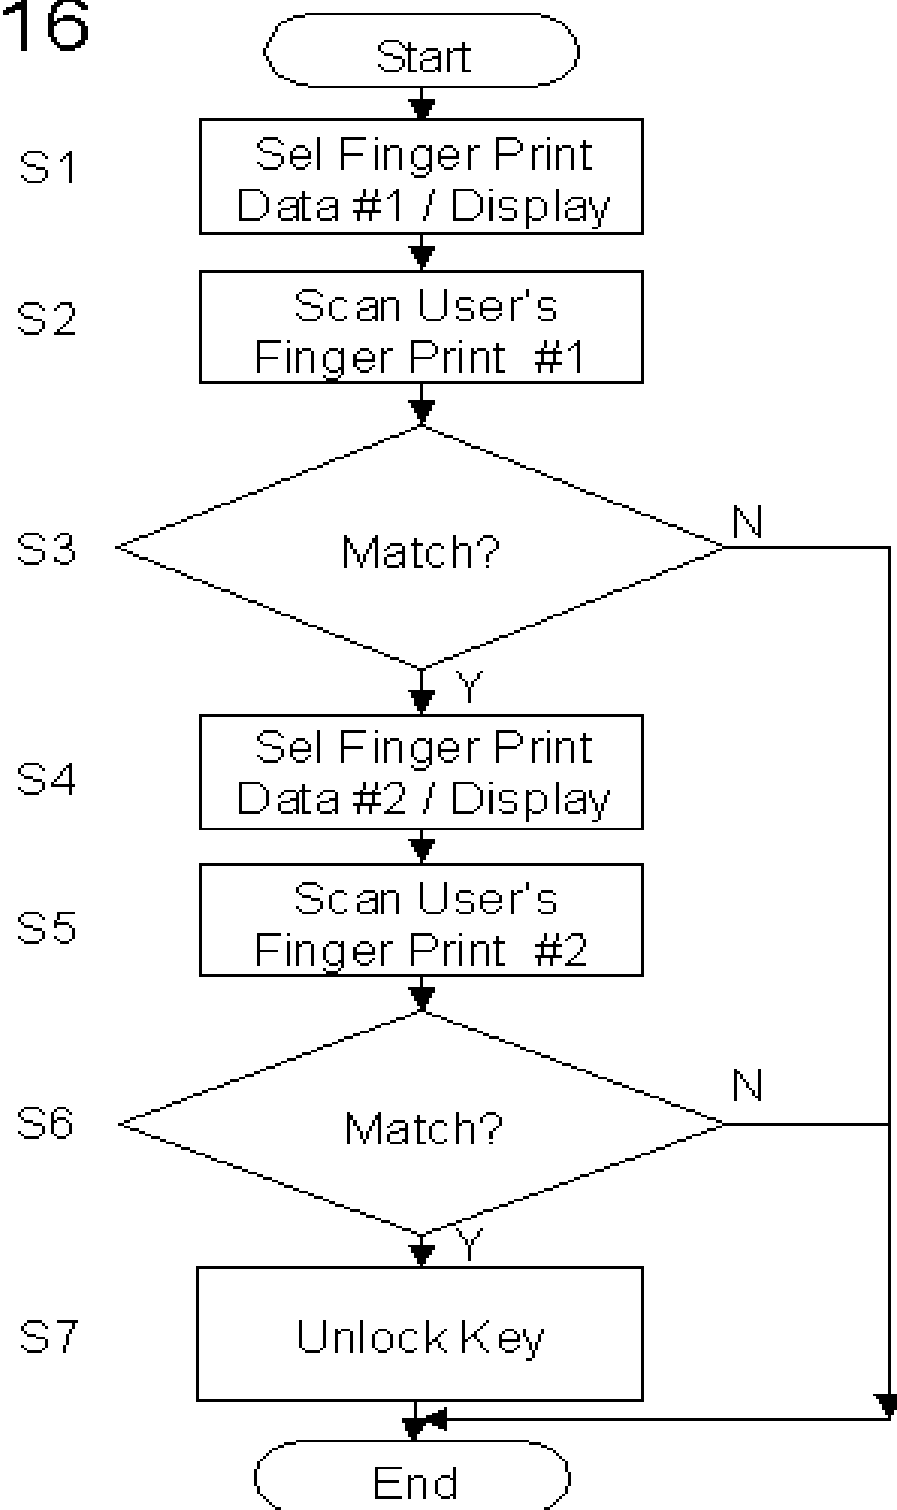 16
Start
S1
Sel Finger Print
Data #1 / Display
S2
Scan User's
Finger Print #1
S3
Match?
N
Y
S4
Sel Finger Print
Data #2 / Display
S5
Scan User's
Finger Print #2
S6
Match?
N
Y
S7
Unlock Key
End